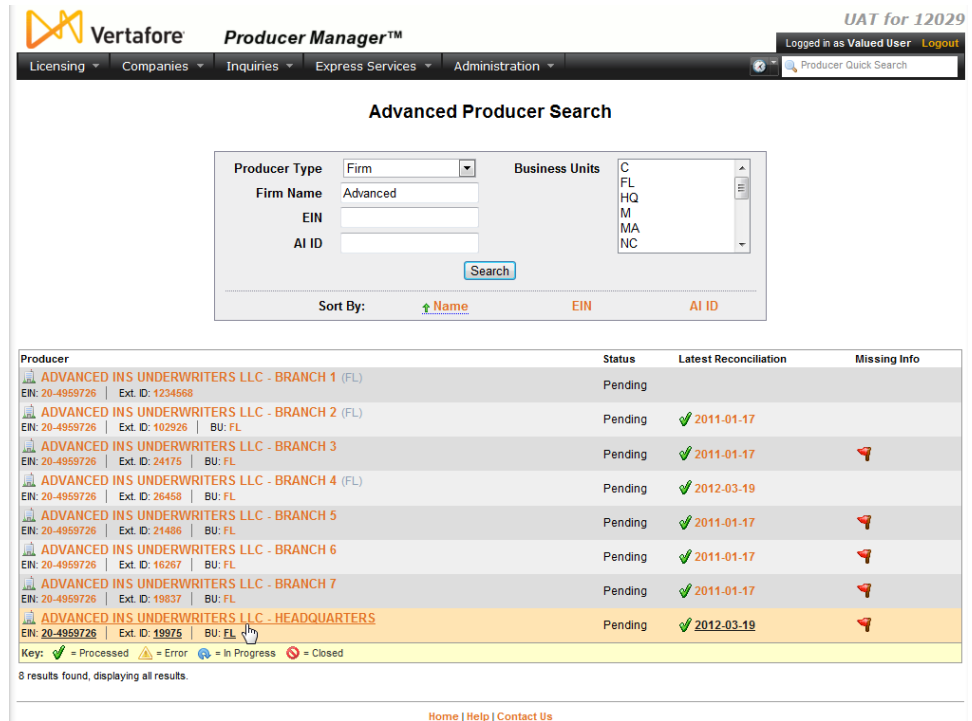 UAT for 12029
Vertafore Producer Manager™
Logged in as Valued User Logout
Licensing Companies Inquiries Express Services Administration Producer Quick Search
Advanced Producer Search
Producer Type Firm Business Units
Firm Name Advanced
EIN
AI ID
C
FL
HQ
M
MA
NC
Search
Sort By: Name EIN AI ID
Producer Status Latest Reconciliation Missing Info
ADVANCED INS UNDERWRITERS LLC - BRANCH 1 (FL)
EIN: 20-4959726 | Ext. ID: 1234568
Pending
ADVANCED INS UNDERWRITERS LLC - BRANCH 2 (FL)
EIN: 20-4959726 | Ext. ID: 102926 | BU: FL
Pending 2011-01-17
ADVANCED INS UNDERWRITERS LLC - BRANCH 3
EIN: 20-4959726 | Ext. ID: 24175 | BU: FL
Pending 2011-01-17
ADVANCED INS UNDERWRITERS LLC - BRANCH 4 (FL)
EIN: 20-4959726 | Ext. ID: 26458 | BU: FL
Pending 2012-03-19
ADVANCED INS UNDERWRITERS LLC - BRANCH 5
EIN: 20-4959726 | Ext. ID: 21486 | BU: FL
Pending 2011-01-17
ADVANCED INS UNDERWRITERS LLC - BRANCH 6
EIN: 20-4959726 | Ext. ID: 16267 | BU: FL
Pending 2011-01-17
ADVANCED INS UNDERWRITERS LLC - BRANCH 7
EIN: 20-4959726 | Ext. ID: 19837 | BU: FL
Pending 2011-01-17
ADVANCED INS UNDERWRITERS LLC - HEADQUARTERS
EIN: 20-4959726 | Ext. ID: 19975 | BU: FL
Pending 2012-03-19
Key: = Processed = Error = In Progress = Closed
8 results found, displaying all results.
Home | Help | Contact Us